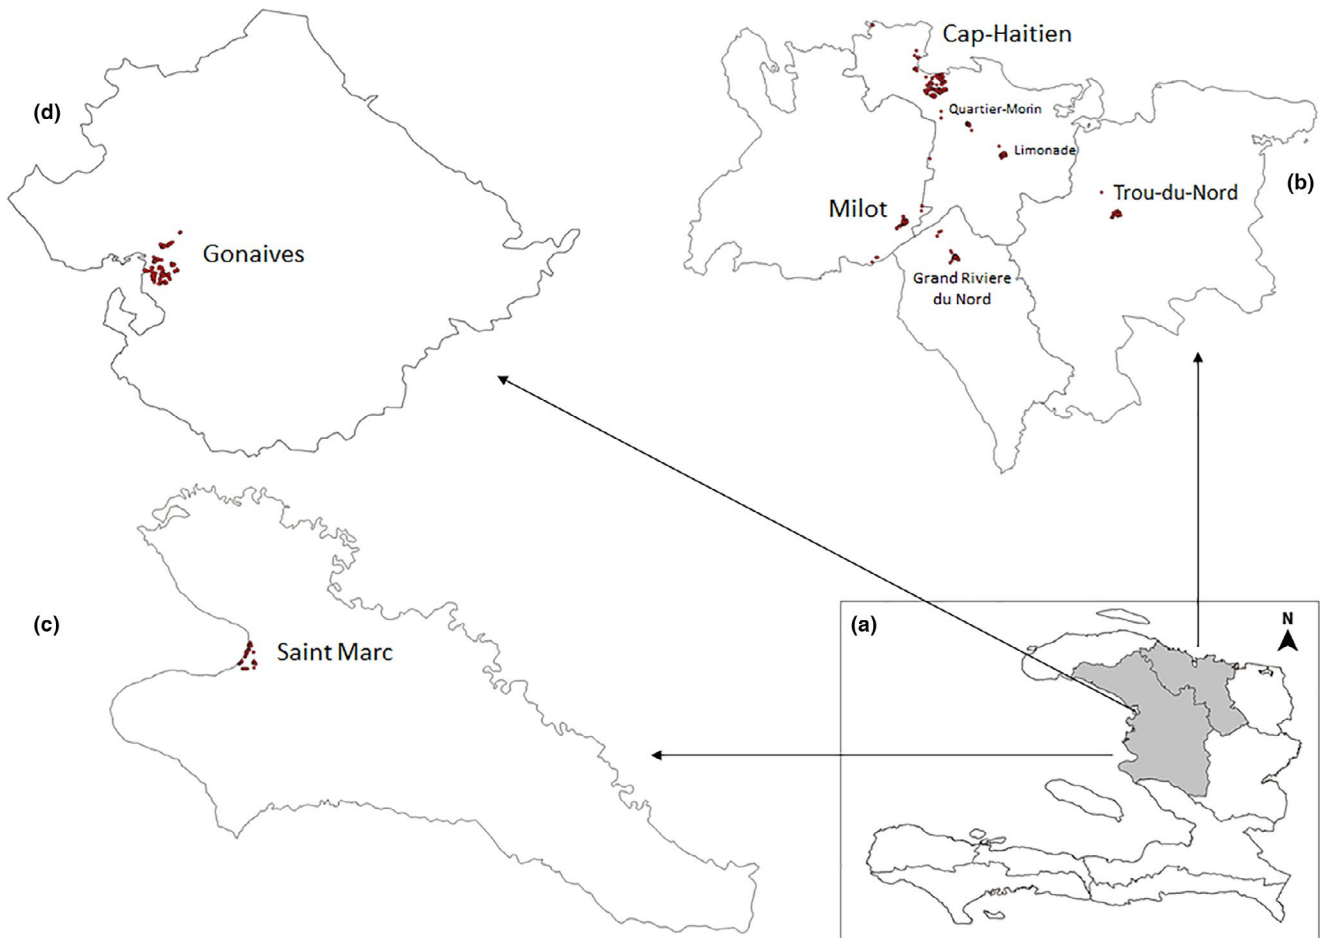 (d)
Gonaives
Cap-Haitien
Quartier-Morin
Limonade
(b)
Trou-du-Nord
Milot
Grand Riviere
du Nord
(c)
Saint Marc
(a)
N